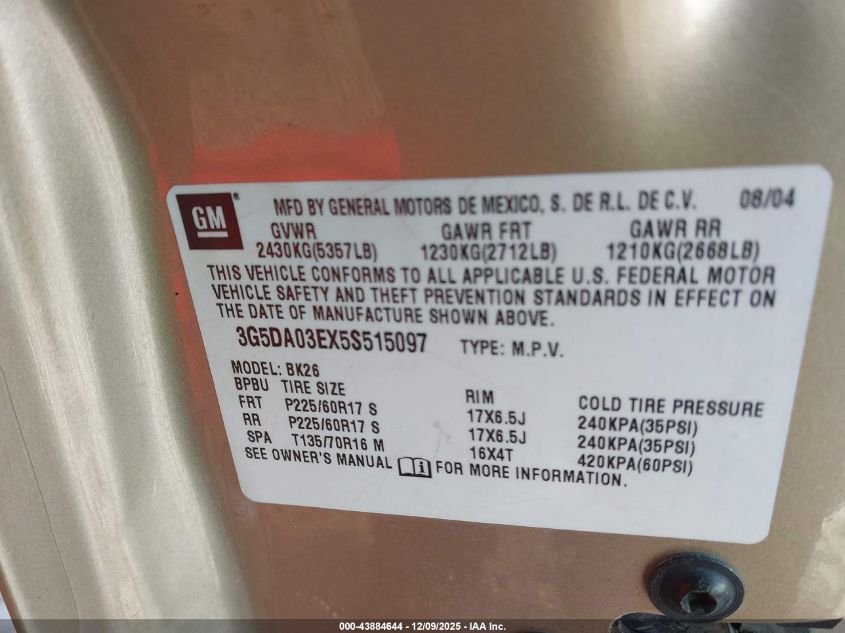 GM ® MFD BY GENERAL MOTORS DE MEXICO, S. DE R.L. DE C.V. 08/04
GVWR GAWR FRT GAWR RR
2430KG(5357LB) 1230KG(2712LB) 1210KG(2668LB)
THIS VEHICLE CONFORMS TO ALL APPLICABLE U.S. FEDERAL MOTOR
VEHICLE SAFETY AND THEFT PREVENTION STANDARDS IN EFFECT ON
THE DATE OF MANUFACTURE SHOWN ABOVE.
3G5DA03EX5S515097 TYPE: M.P.V.
MODEL: BK26
BPBU TIRE SIZE RIM COLD TIRE PRESSURE
FRT P225/60R17 S 17X6.5J 240KPA(35PSI)
RR P225/60R17 S 17X6.5J 240KPA(35PSI)
SPA T135/70R16 M 16X4T 420KPA(60PSI)
SEE OWNER'S MANUAL FOR MORE INFORMATION.
000-43884644 - 12/09/2025 - IAA Inc.